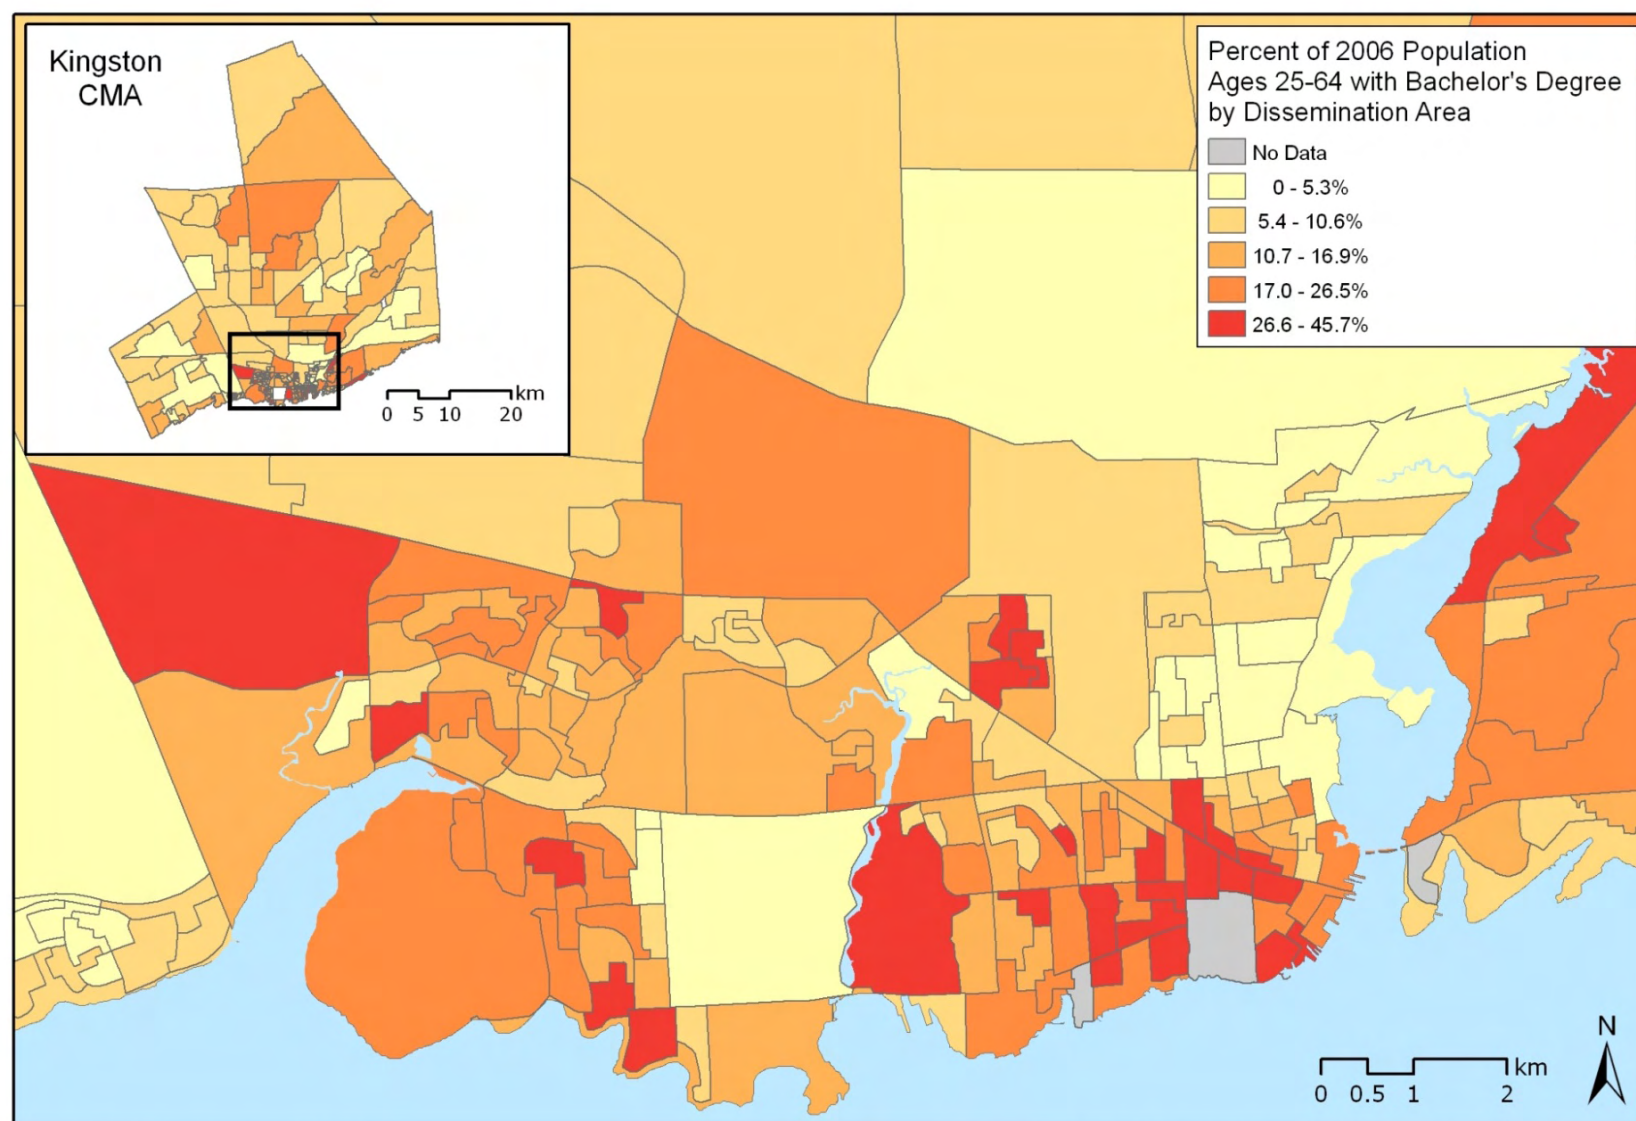 Kingston
CMA
0 5 10 20 km
Percent of 2006 Population
Ages 25-64 with Bachelor's Degree
by Dissemination Area
No Data
0 - 5.3%
5.4 - 10.6%
10.7 - 16.9%
17.0 - 26.5%
26.6 - 45.7%
N
0 0.5 1 2 km